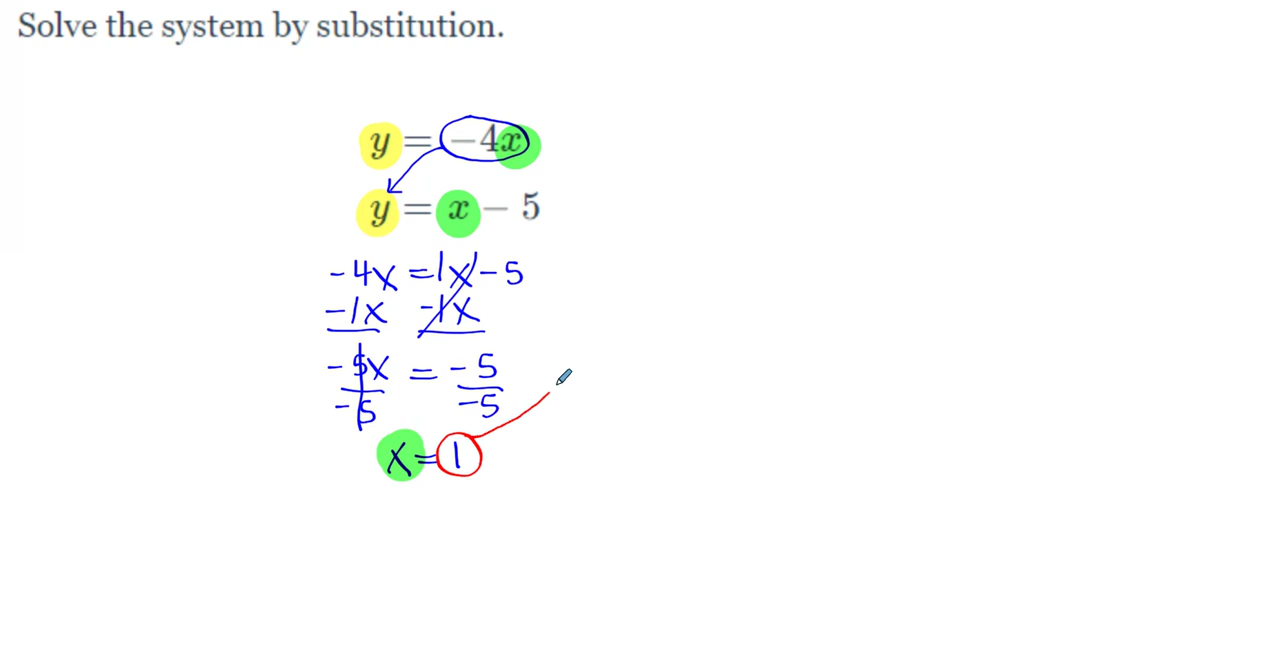 Solve the system by substitution.
y = −4x
y = x − 5
-4x = 1x - 5
-1x -1x
-5x = -5
-5 -5
x = 1